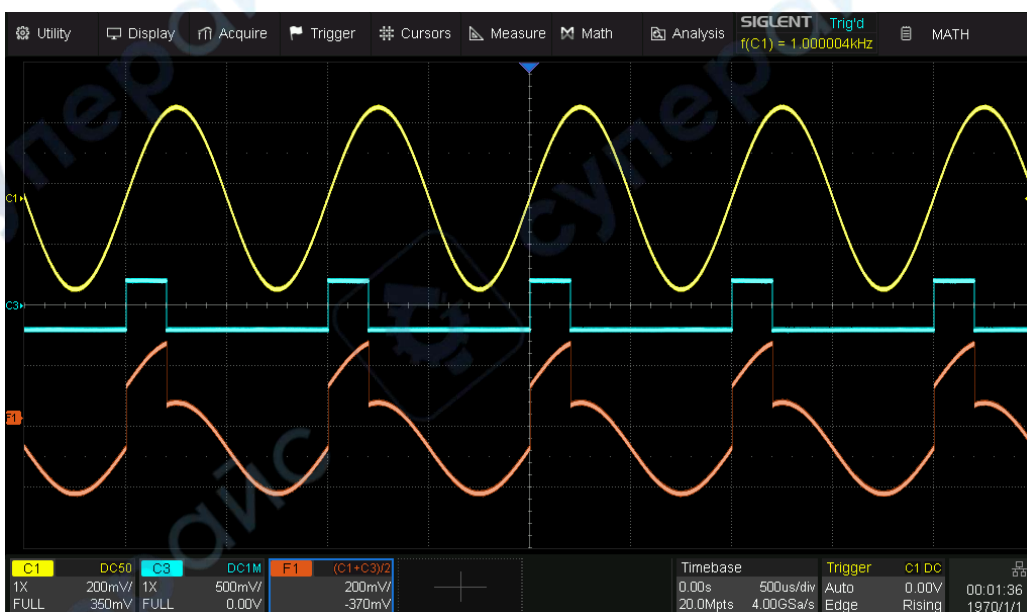 Utility Display Acquire Trigger Cursors Measure Math Analysis SIGLENT Trig'd MATH
f(C1) = 1.000004kHz
C1
C3
F1
C1 DC50 C3 DC1M F1 (C1+C3)/2 Timebase Trigger C1 DC
1X 200mV/ 1X 500mV/ 200mV/ 0.00s 500us/div Auto 0.00V 00:01:36
FULL 350mV FULL 0.00V -370mV 20.0Mpts 4.00GSa/s Edge Rising 1970/1/1
супер
айс